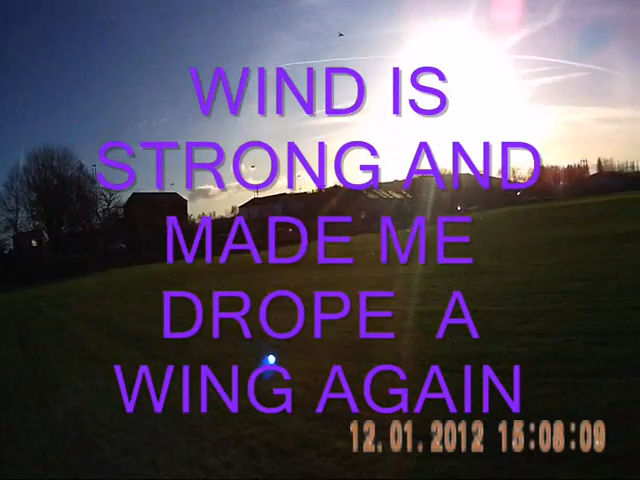 WIND IS
STRONG AND
MADE ME
DROPE A
WING AGAIN
12.01.2012 15:08:09